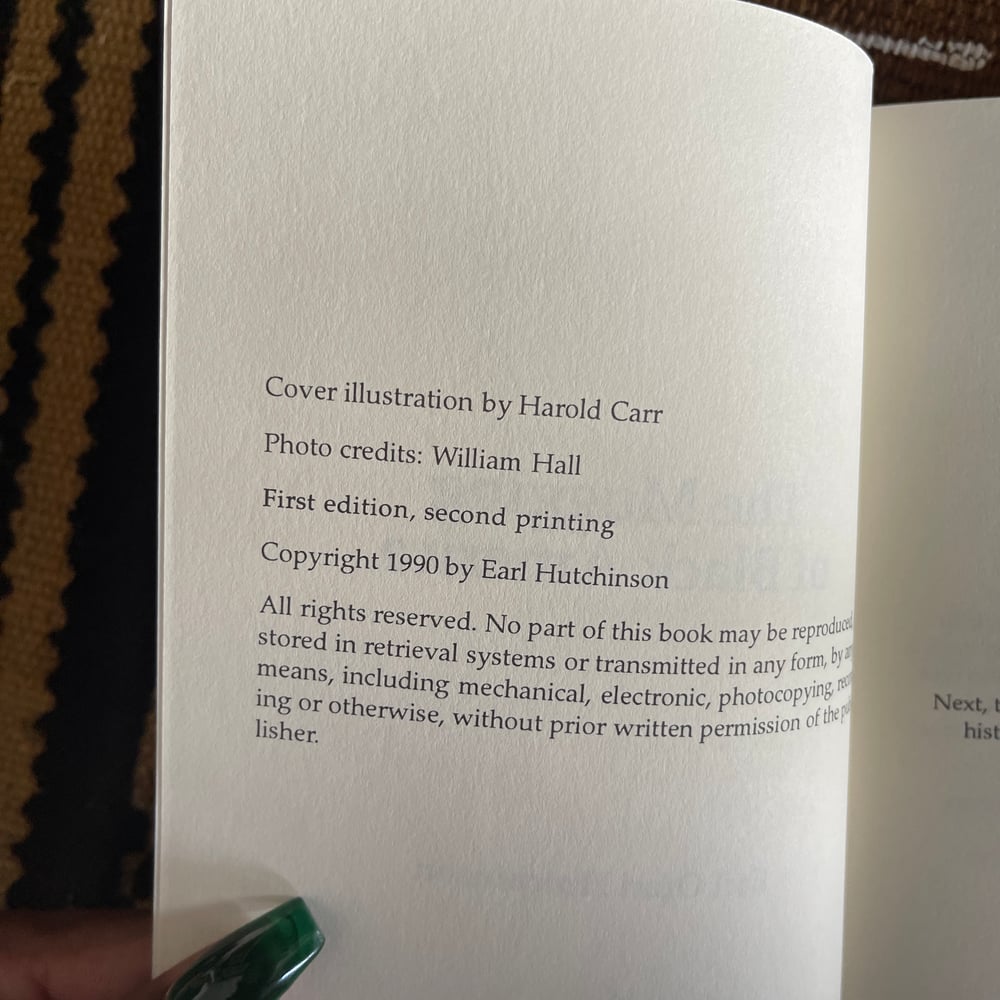 Cover illustration by Harold Carr
Photo credits: William Hall
First edition, second printing
Copyright 1990 by Earl Hutchinson
All rights reserved. No part of this book may be reproduced
stored in retrieval systems or transmitted in any form, by
means, including mechanical, electronic, photocopying,
ing or otherwise, without prior written permission of the
lisher.
Next,
hist